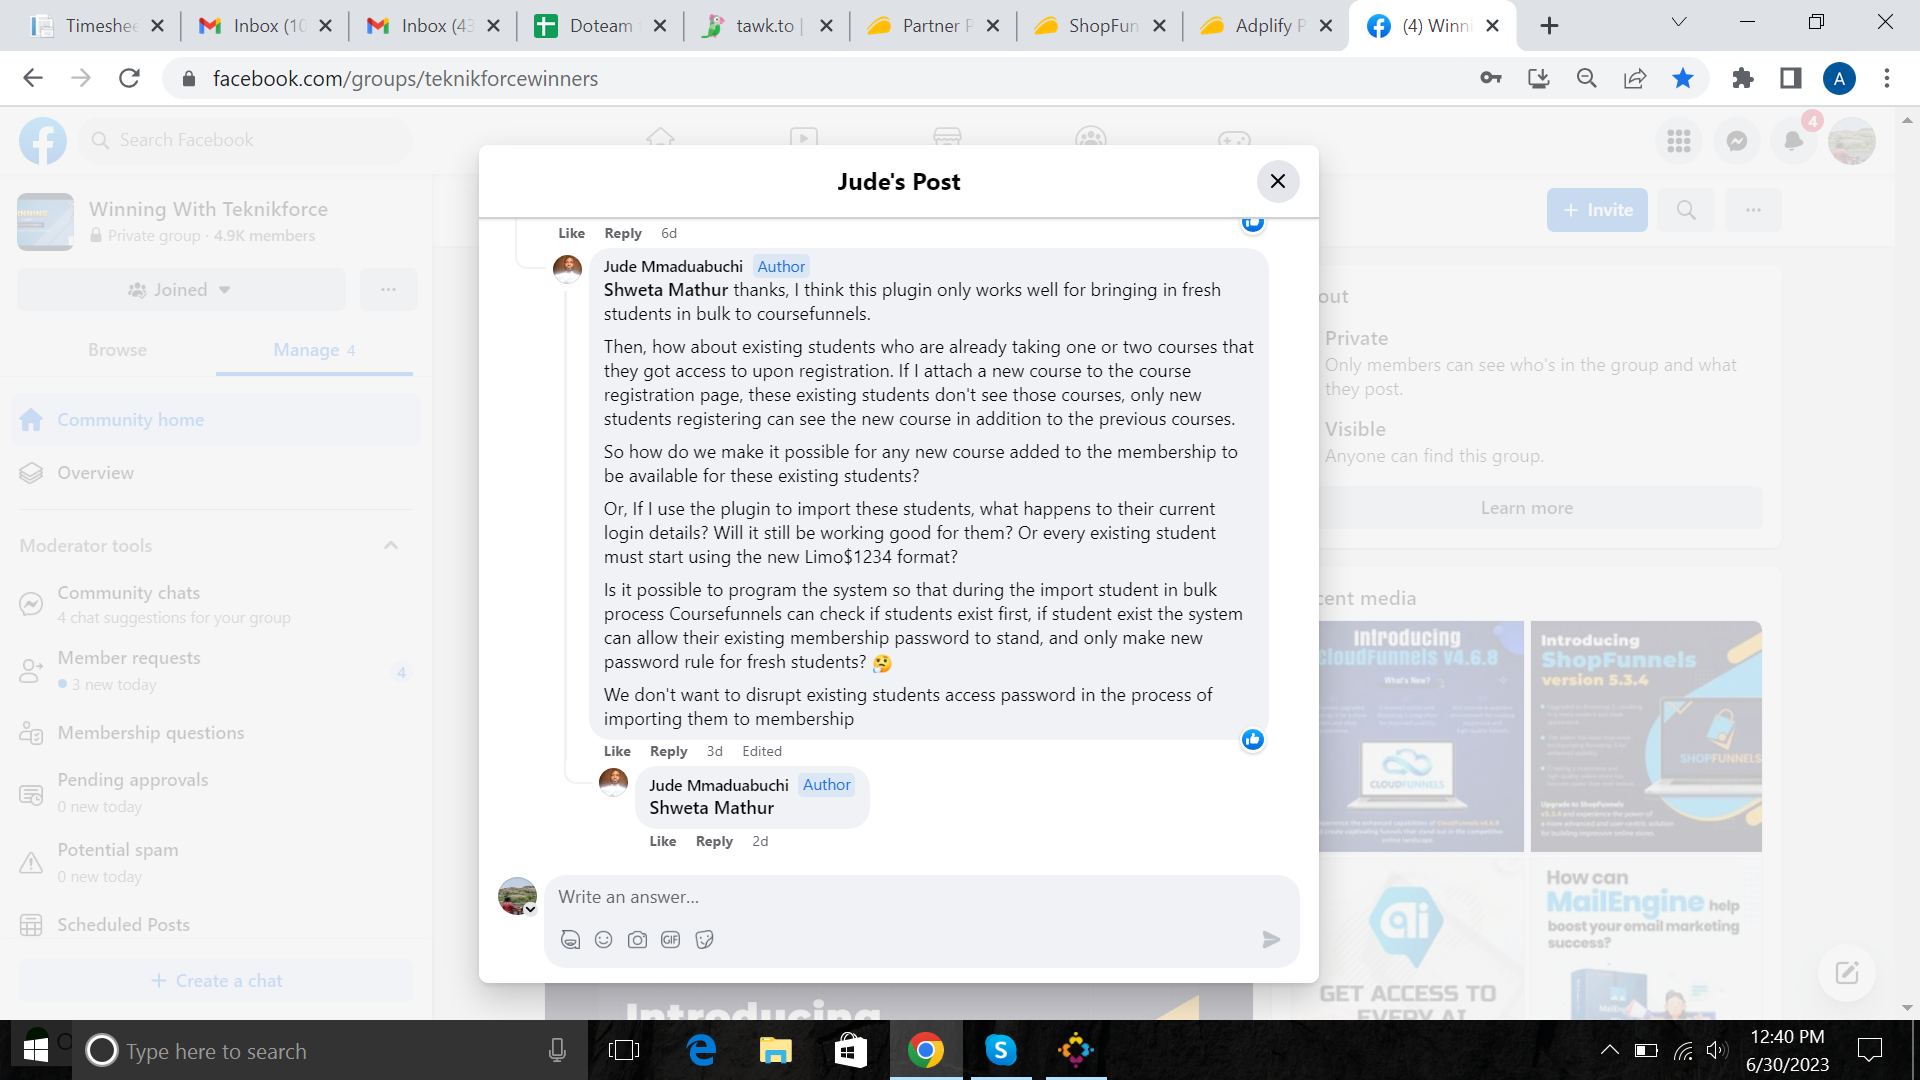 Timeshee
Inbox (10
Inbox (43
Doteam
tawk.to |
Partner P
ShopFun
Adplify P
(4) Winni
facebook.com/groups/teknikforcewinners
A
Search Facebook
4
Winning With Teknikforce
Private group · 4.9K members
Joined
Browse
Manage 4
Community home
Overview
Moderator tools
Community chats
4 chat suggestions for your group
Member requests
3 new today
4
Membership questions
Pending approvals
0 new today
Potential spam
0 new today
Scheduled Posts
+ Create a chat
Jude's Post
Like Reply 6d
Jude Mmaduabuchi Author
Shweta Mathur thanks, I think this plugin only works well for bringing in fresh
students in bulk to coursefunnels.
Then, how about existing students who are already taking one or two courses that
they got access to upon registration. If I attach a new course to the course
registration page, these existing students don't see those courses, only new
students registering can see the new course in addition to the previous courses.
So how do we make it possible for any new course added to the membership to
be available for these existing students?
Or, If I use the plugin to import these students, what happens to their current
login details? Will it still be working good for them? Or every existing student
must start using the new Limo$1234 format?
Is it possible to program the system so that during the import student in bulk
process Coursefunnels can check if students exist first, if student exist the system
can allow their existing membership password to stand, and only make new
password rule for fresh students? 🤔
We don't want to disrupt existing students access password in the process of
importing them to membership
Like Reply 3d Edited
Jude Mmaduabuchi Author
Shweta Mathur
Like Reply 2d
Write an answer...
GIF
+ Invite
out
Private
Only members can see who's in the group and what
they post.
Visible
Anyone can find this group.
Learn more
cent media
Introducing
CloudFunnels v4.6.8
What's New?
CLOUDFUNNELS
Introducing
ShopFunnels
version 5.3.4
SHOPFUNNELS
Upgrade to ShopFunnels
ai
GET ACCESS TO
EVERY AI
How can
MailEngine help
boost your email marketing
success?
Introducing
Type here to search
12:40 PM
6/30/2023